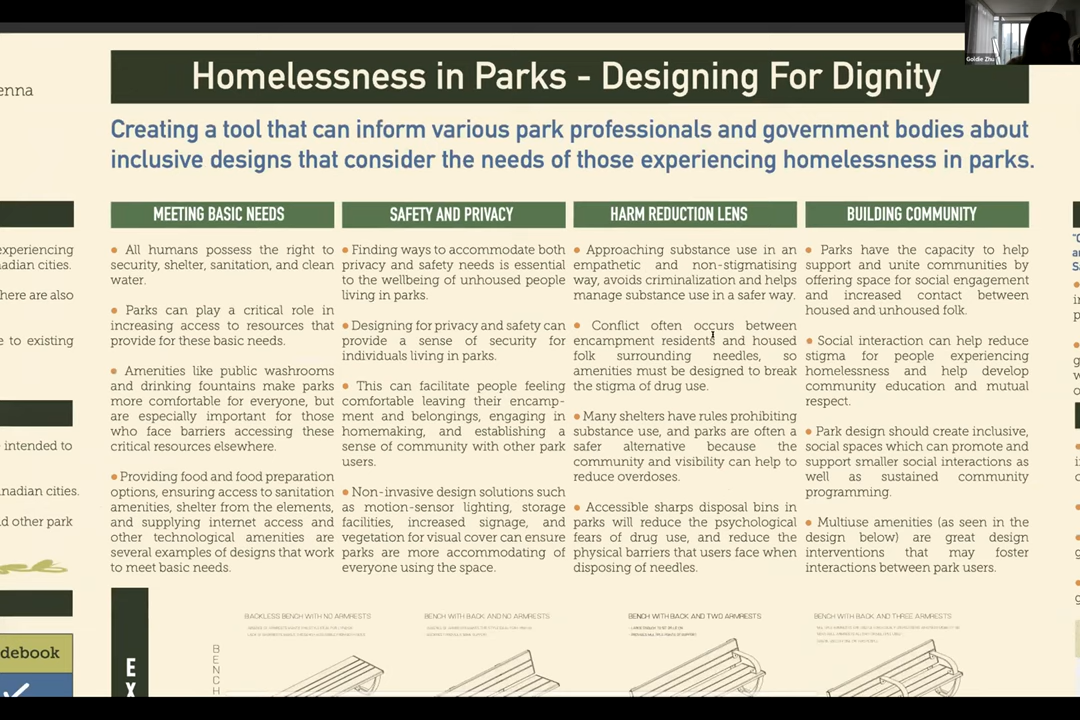 Goldie Zhu
enna
Homelessness in Parks - Designing For Dignity
Creating a tool that can inform various park professionals and government bodies about
inclusive designs that consider the needs of those experiencing homelessness in parks.
experiencing
adian cities.
here are also
e to existing
intended to
nadian cities.
d other park
debook
MEETING BASIC NEEDS
• All humans possess the right to
security, shelter, sanitation, and clean
water.
• Parks can play a critical role in
increasing access to resources that
provide for these basic needs.
• Amenities like public washrooms
and drinking fountains make parks
more comfortable for everyone, but
are especially important for those
who face barriers accessing these
critical resources elsewhere.
• Providing food and food preparation
options, ensuring access to sanitation
amenities, shelter from the elements,
and supplying internet access and
other technological amenities are
several examples of designs that work
to meet basic needs.
SAFETY AND PRIVACY
• Finding ways to accommodate both
privacy and safety needs is essential
to the wellbeing of unhoused people
living in parks.
• Designing for privacy and safety can
provide a sense of security for
individuals living in parks.
• This can facilitate people feeling
comfortable leaving their encamp-
ment and belongings, engaging in
homemaking, and establishing a
sense of community with other park
users.
• Non-invasive design solutions such
as motion-sensor lighting, storage
facilities, increased signage, and
vegetation for visual cover can ensure
parks are more accommodating of
everyone using the space.
HARM REDUCTION LENS
• Approaching substance use in an
empathetic and non-stigmatising
way, avoids criminalization and helps
manage substance use in a safer way.
• Conflict often occurs between
encampment residents and housed
folk surrounding needles, so
amenities must be designed to break
the stigma of drug use.
• Many shelters have rules prohibiting
substance use, and parks are often a
safer alternative because the
community and visibility can help to
reduce overdoses.
• Accessible sharps disposal bins in
parks will reduce the psychological
fears of drug use, and reduce the
physical barriers that users face when
disposing of needles.
BUILDING COMMUNITY
• Parks have the capacity to help
support and unite communities by
offering space for social engagement
and increased contact between
housed and unhoused folk.
• Social interaction can help reduce
stigma for people experiencing
homelessness and help develop
community education and mutual
respect.
• Park design should create inclusive,
social spaces which can promote and
support smaller social interactions as
well as sustained community
programming.
• Multiuse amenities (as seen in the
design below) are great design
interventions that may foster
interactions between park users.
EX
BENCH
BACKLESS BENCH WITH NO ARMRESTS
BENCH WITH BACK AND NO ARMRESTS
BENCH WITH BACK AND TWO ARMRESTS
BENCH WITH BACK AND THREE ARMRESTS